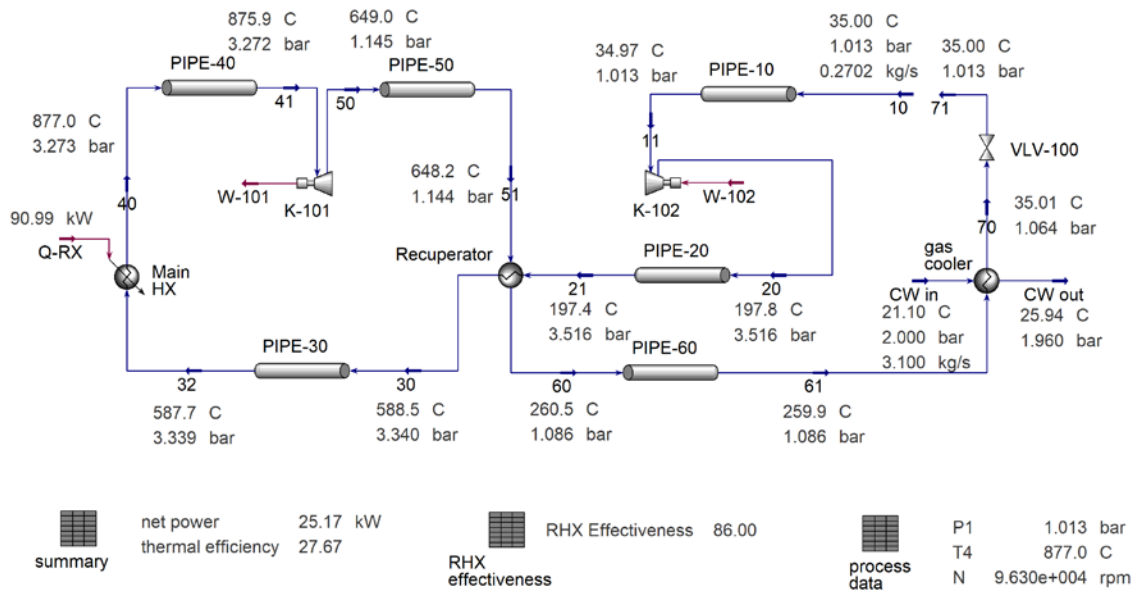 875.9 C
3.272 bar
649.0 C
1.145 bar
PIPE-40
PIPE-50
41
50
877.0 C
3.273 bar
40
W-101
K-101
648.2 C
1.144 bar
51
90.99 kW
Q-RX
Main
HX
Recuperator
PIPE-30
32
30
587.7 C
3.339 bar
588.5 C
3.340 bar
34.97 C
1.013 bar
PIPE-10
35.00 C
1.013 bar
0.2702 kg/s
35.00 C
1.013 bar
10
71
11
VLV-100
K-102
W-102
35.01 C
1.064 bar
70
gas
cooler
PIPE-20
21
20
197.4 C
3.516 bar
197.8 C
3.516 bar
CW in
CW out
21.10 C
2.000 bar
3.100 kg/s
25.94 C
1.960 bar
PIPE-60
60
61
260.5 C
1.086 bar
259.9 C
1.086 bar
summary
net power 25.17 kW
thermal efficiency 27.67
RHX
effectiveness
RHX Effectiveness 86.00
process
data
P1 1.013 bar
T4 877.0 C
N 9.630e+004 rpm